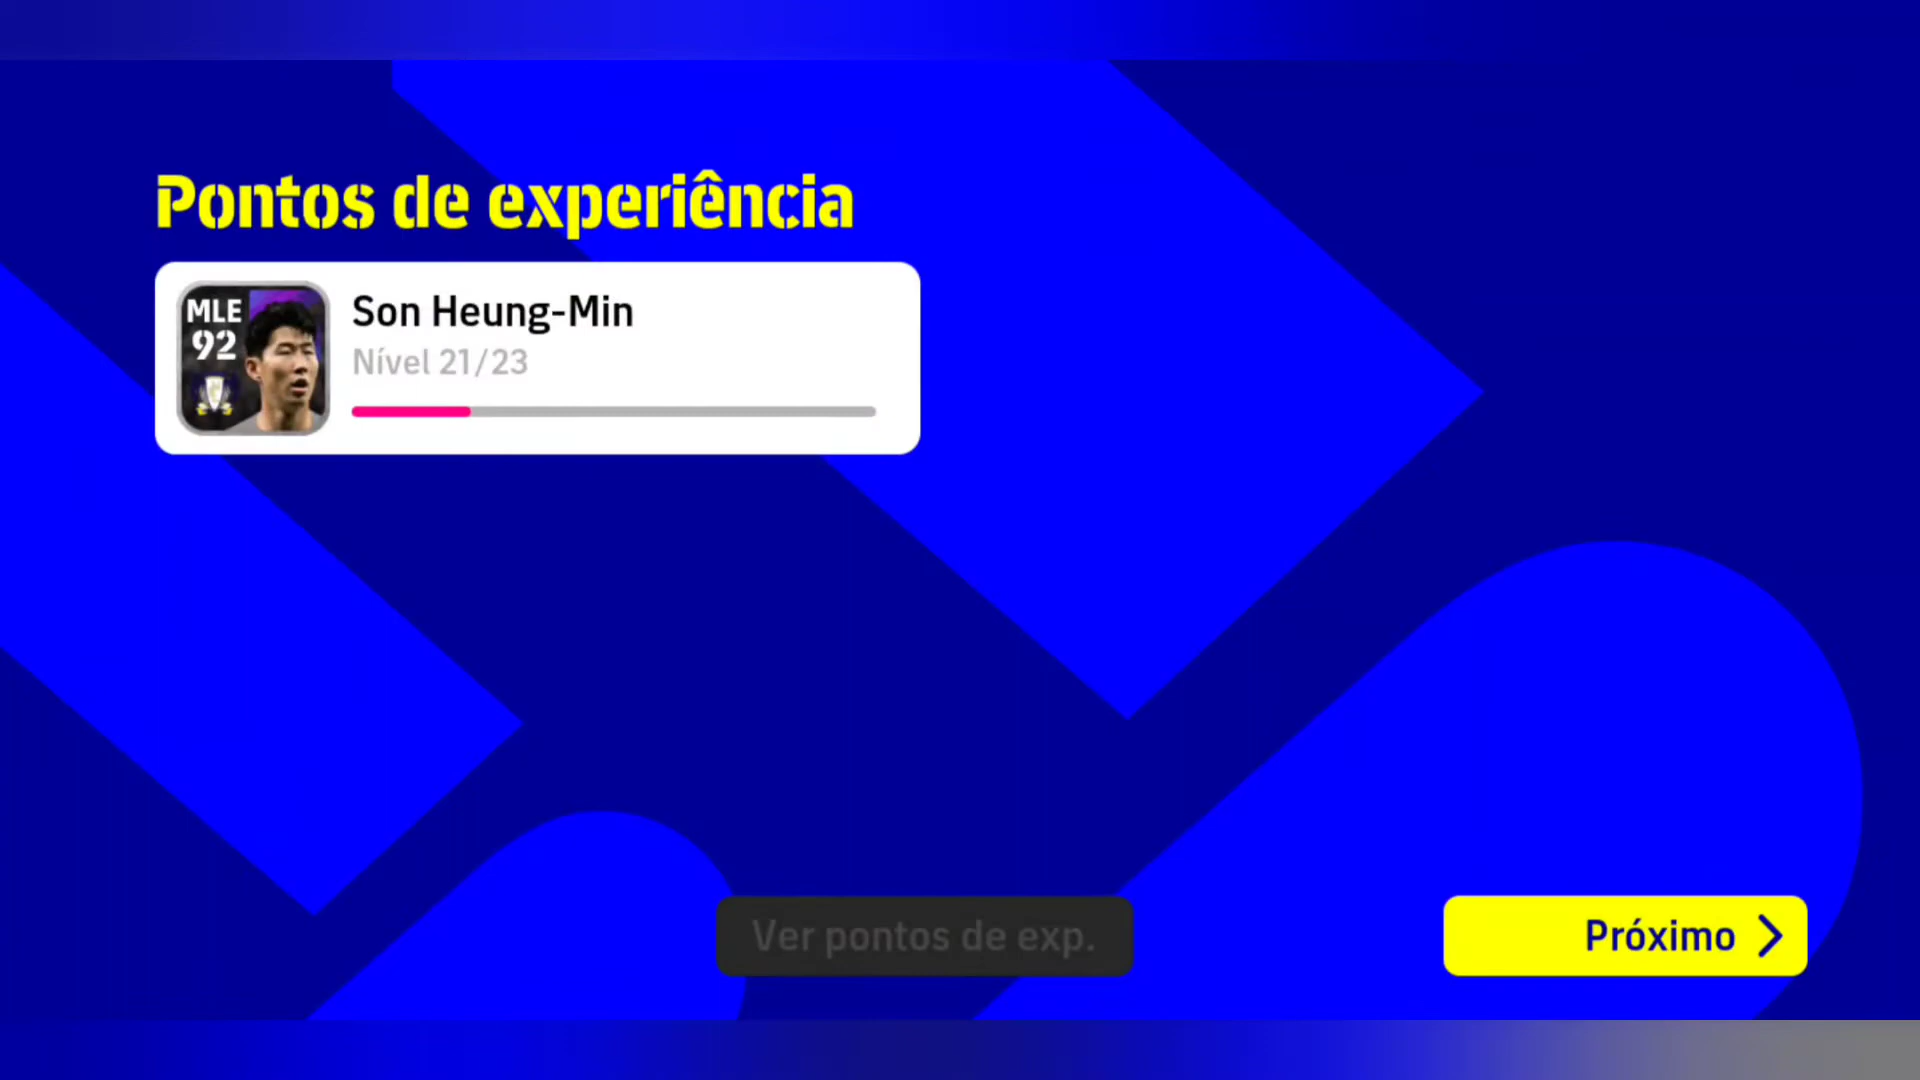 Pontos de experiência
MLE
92
Son Heung-Min
Nível 21/23
Ver pontos de exp.
Próximo